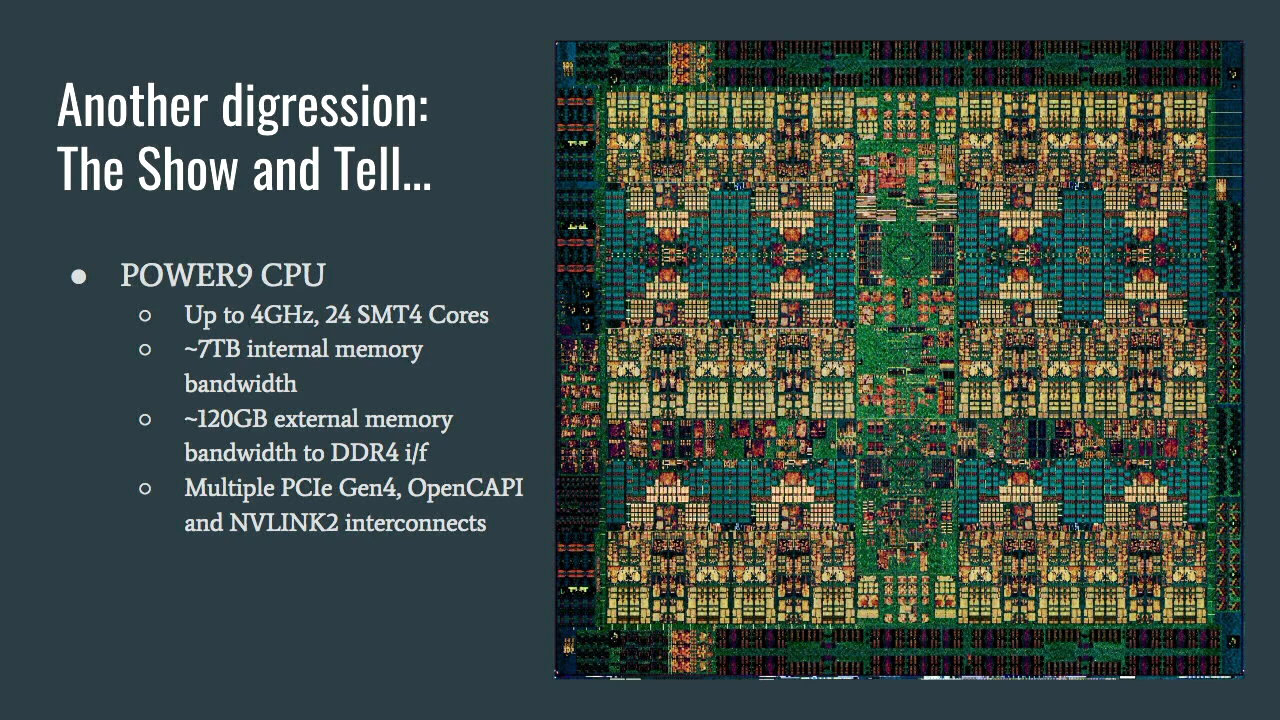 Another digression:
The Show and Tell...
● POWER9 CPU
○ Up to 4GHz, 24 SMT4 Cores
○ ~7TB internal memory
bandwidth
○ ~120GB external memory
bandwidth to DDR4 i/f
○ Multiple PCIe Gen4, OpenCAPI
and NVLINK2 interconnects